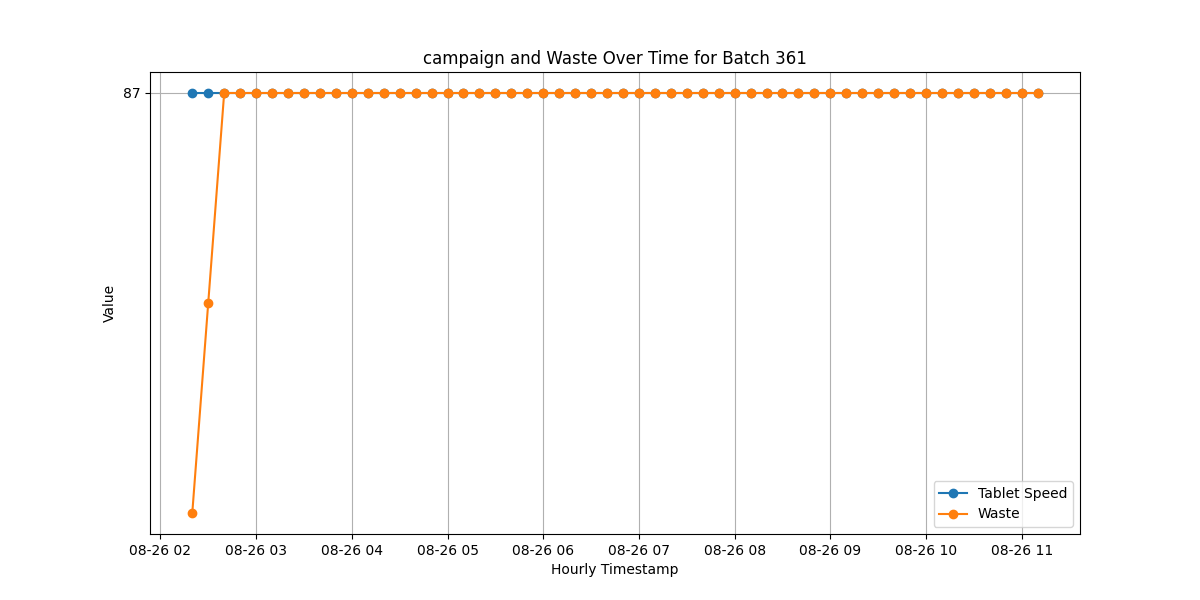 campaign and Waste Over Time for Batch 361
87
Value
Tablet Speed
Waste
08-26 02 08-26 03 08-26 04 08-26 05 08-26 06 08-26 07 08-26 08 08-26 09 08-26 10 08-26 11
Hourly Timestamp